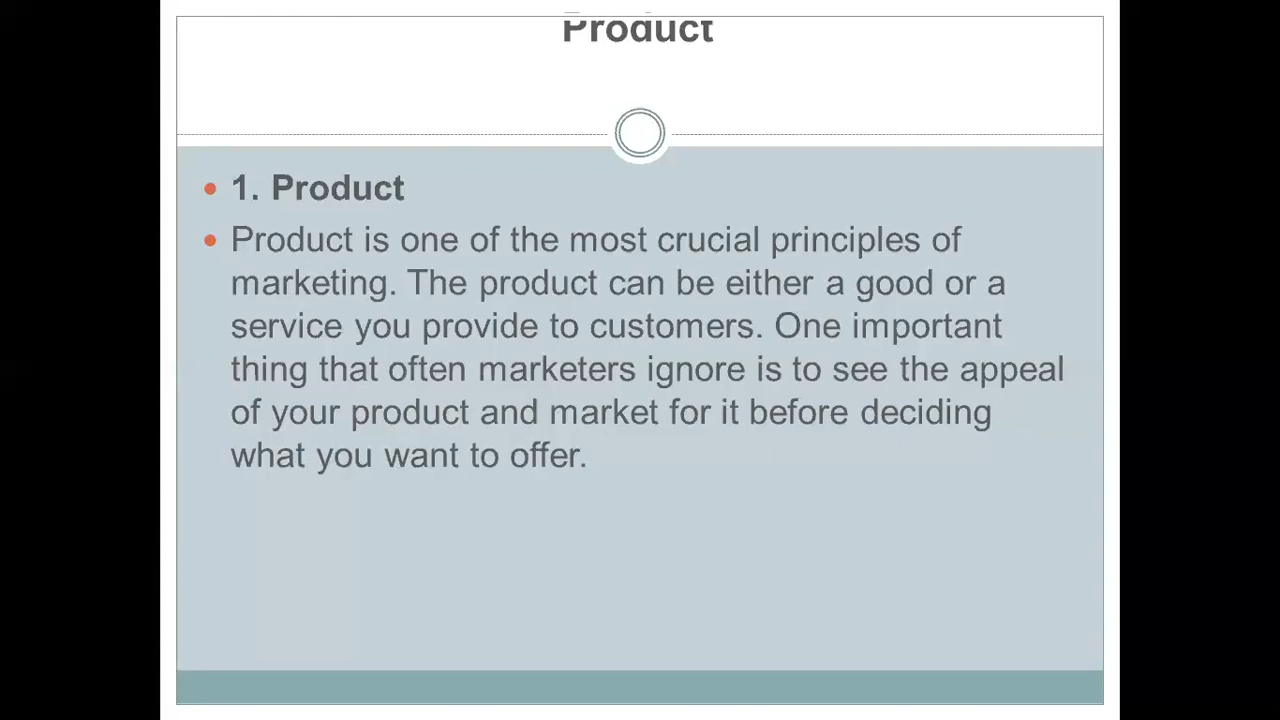 Product
• 1. Product
• Product is one of the most crucial principles of
marketing. The product can be either a good or a
service you provide to customers. One important
thing that often marketers ignore is to see the appeal
of your product and market for it before deciding
what you want to offer.